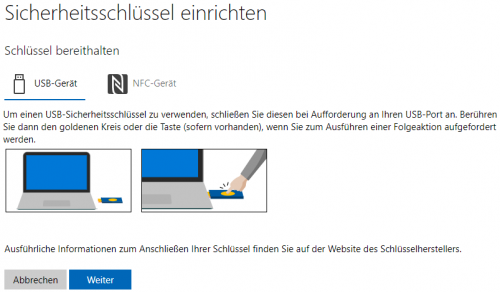 Sicherheitsschlüssel einrichten
Schlüssel bereithalten
USB-Gerät NFC-Gerät
Um einen USB-Sicherheitsschlüssel zu verwenden, schließen Sie diesen bei Aufforderung an Ihren USB-Port an. Berühren
Sie dann den goldenen Kreis oder die Taste (sofern vorhanden), wenn Sie zum Ausführen einer Folgeaktion aufgefordert
werden.
Ausführliche Informationen zum Anschließen Ihrer Schlüssel finden Sie auf der Website des Schlüsselherstellers.
Abbrechen Weiter